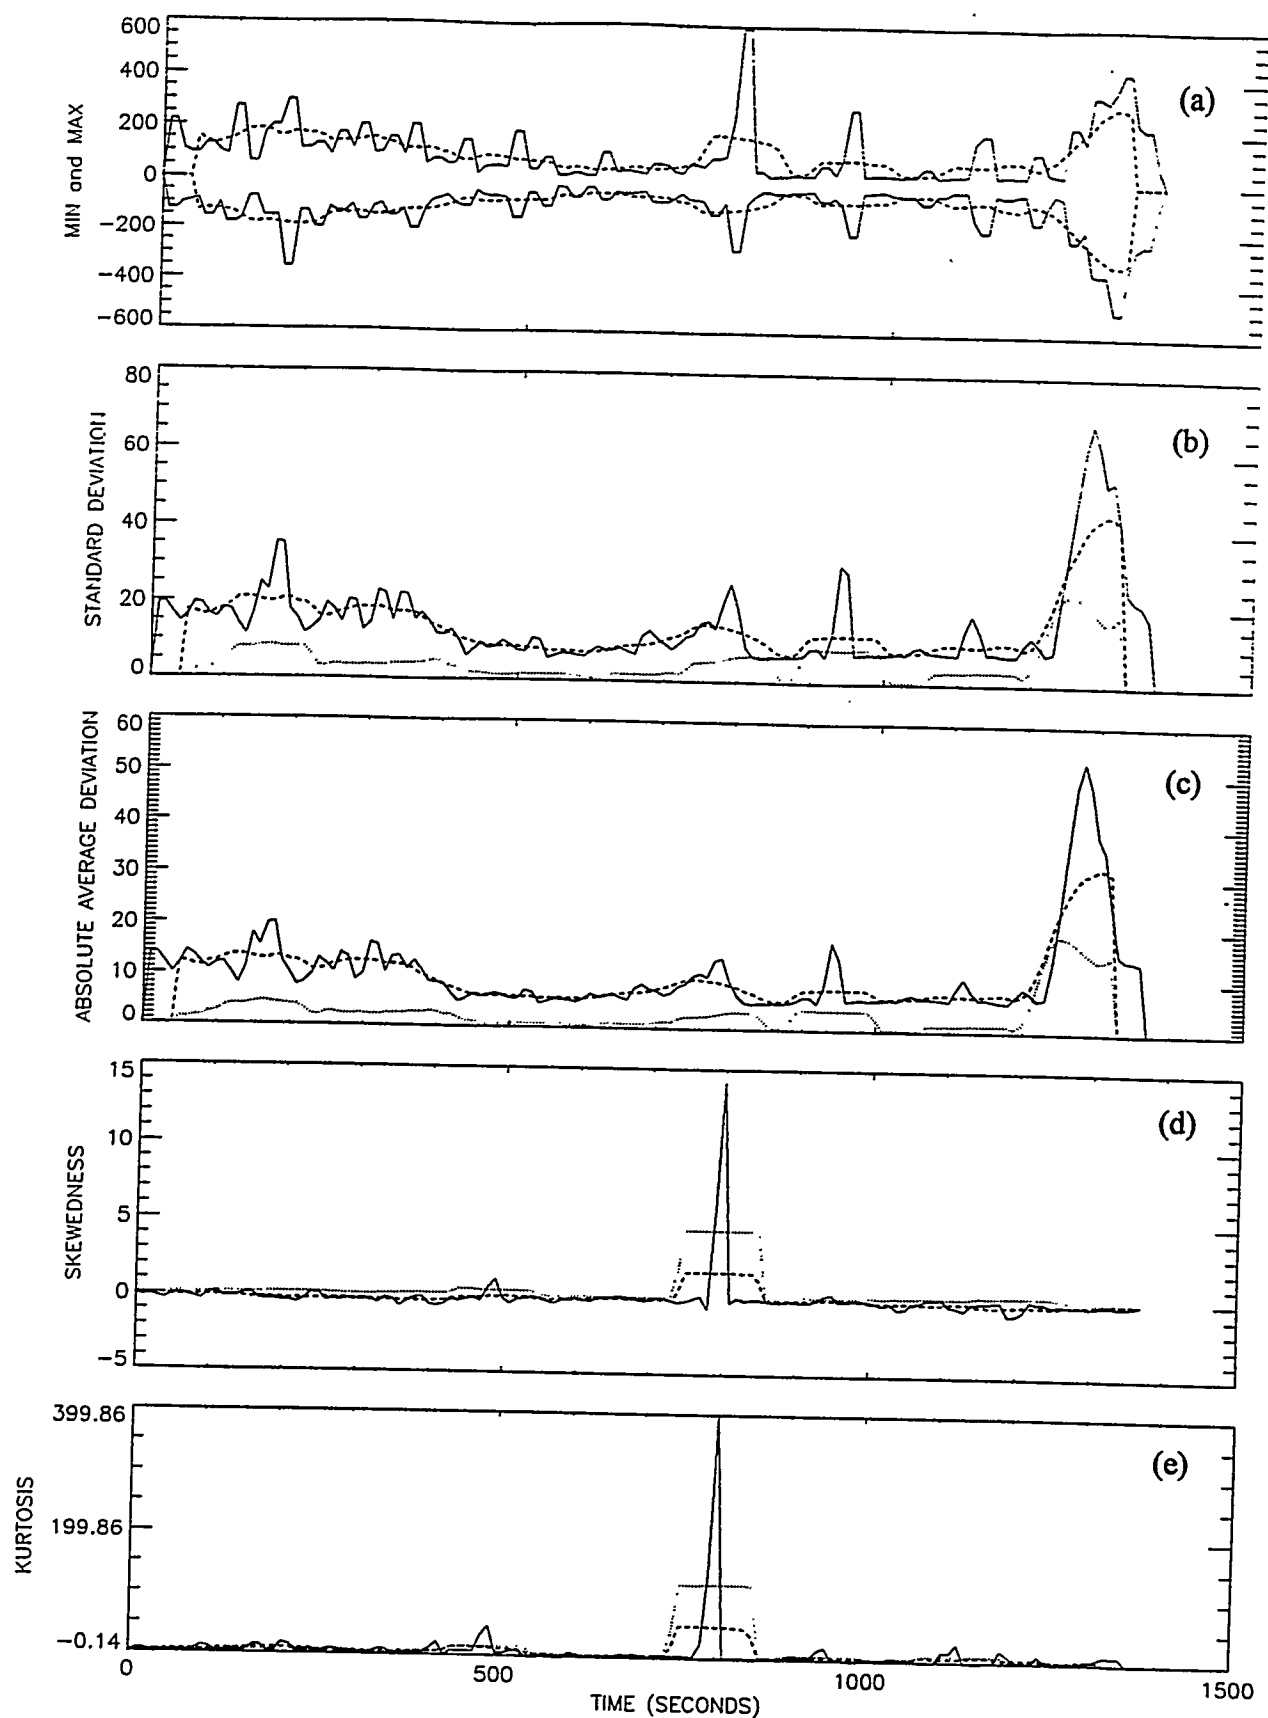 600
400
200
0
−200
−400
−600
MIN and MAX
(a)
80
60
40
20
0
STANDARD DEVIATION
(b)
60
50
40
30
20
10
0
ABSOLUTE AVERAGE DEVIATION
(c)
15
10
5
0
−5
SKEWEDNESS
(d)
399.86
199.86
−0.14
KURTOSIS
(e)
0
500
1000
1500
TIME (SECONDS)